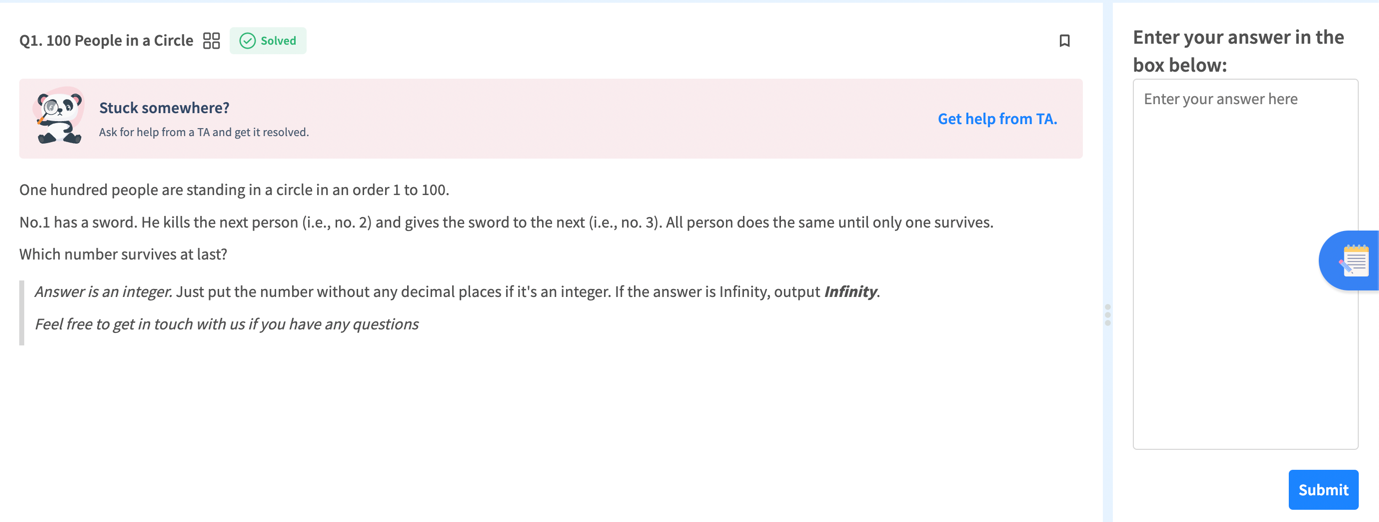 Q1. 100 People in a Circle
Solved
Stuck somewhere?
Ask for help from a TA and get it resolved.
Get help from TA.
One hundred people are standing in a circle in an order 1 to 100.
No.1 has a sword. He kills the next person (i.e., no. 2) and gives the sword to the next (i.e., no. 3). All person does the same until only one survives.
Which number survives at last?
Answer is an integer. Just put the number without any decimal places if it's an integer. If the answer is Infinity, output Infinity.
Feel free to get in touch with us if you have any questions
Enter your answer in the
box below:
Enter your answer here
Submit